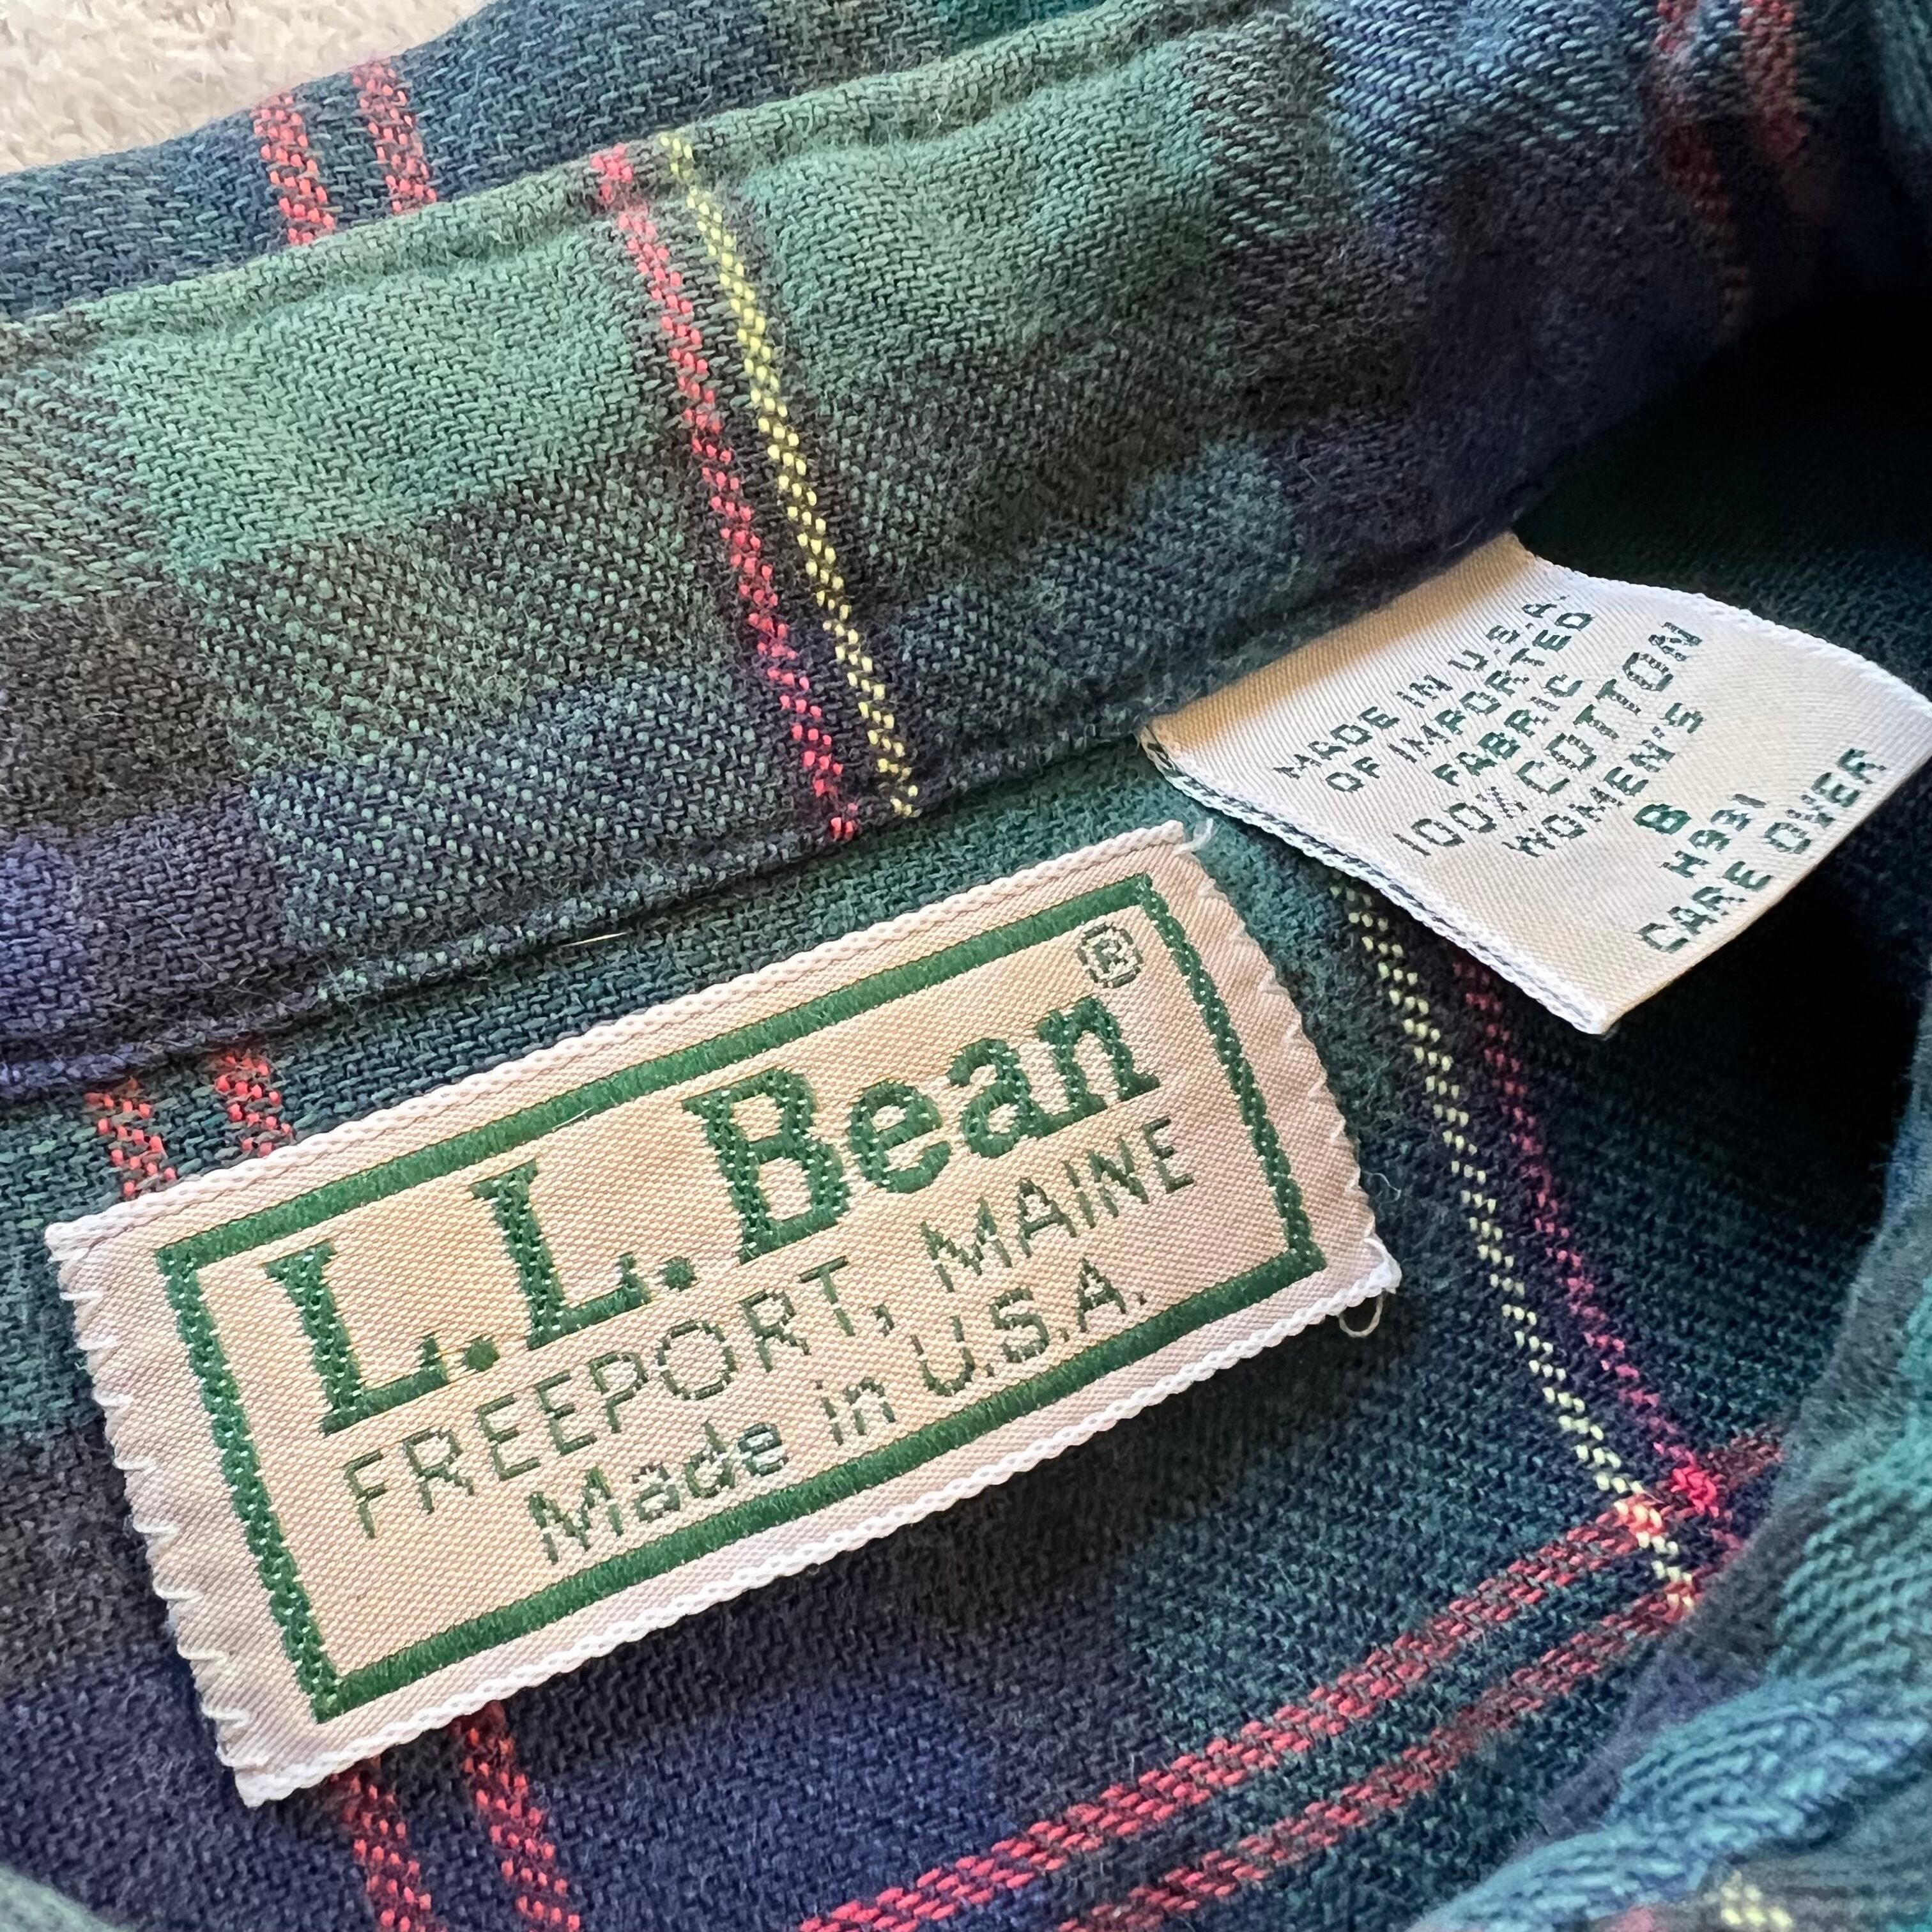 L.L.Bean®
FREEPORT, MAINE
Made in U.S.A.
MADE IN U.S.A.
OF IMPORTED
FABRIC
100% COTTON
WOMEN'S
8
H931
CARE OVER